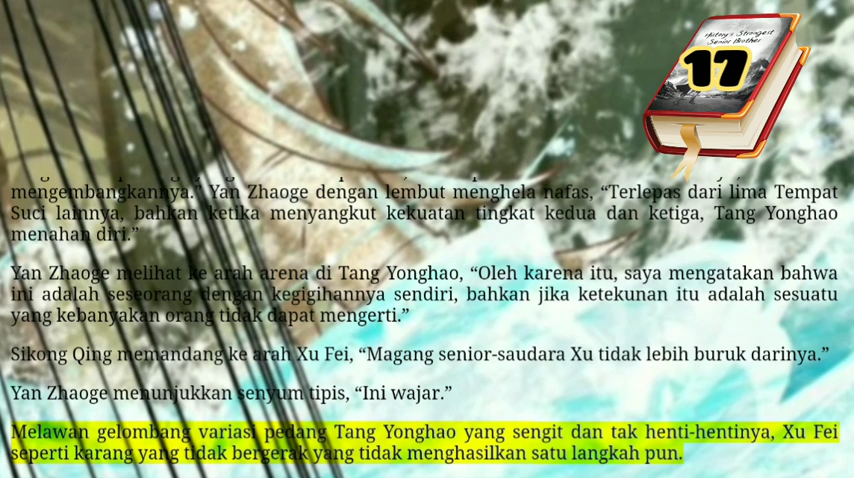 History's Strongest
Senior Brother
17
mengembangkannya.” Yan Zhaoge dengan lembut menghela nafas, “Terlepas dari lima Tempat
Suci lainnya, bahkan ketika menyangkut kekuatan tingkat kedua dan ketiga, Tang Yonghao
menahan diri.”
Yan Zhaoge melihat ke arah arena di Tang Yonghao, “Oleh karena itu, saya mengatakan bahwa
ini adalah seseorang dengan kegigihannya sendiri, bahkan jika ketekunan itu adalah sesuatu
yang kebanyakan orang tidak dapat mengerti.”
Sikong Qing memandang ke arah Xu Fei, “Magang senior-saudara Xu tidak lebih buruk darinya.”
Yan Zhaoge menunjukkan senyum tipis, “Ini wajar.”
Melawan gelombang variasi pedang Tang Yonghao yang sengit dan tak henti-hentinya, Xu Fei
seperti karang yang tidak bergerak yang tidak menghasilkan satu langkah pun.